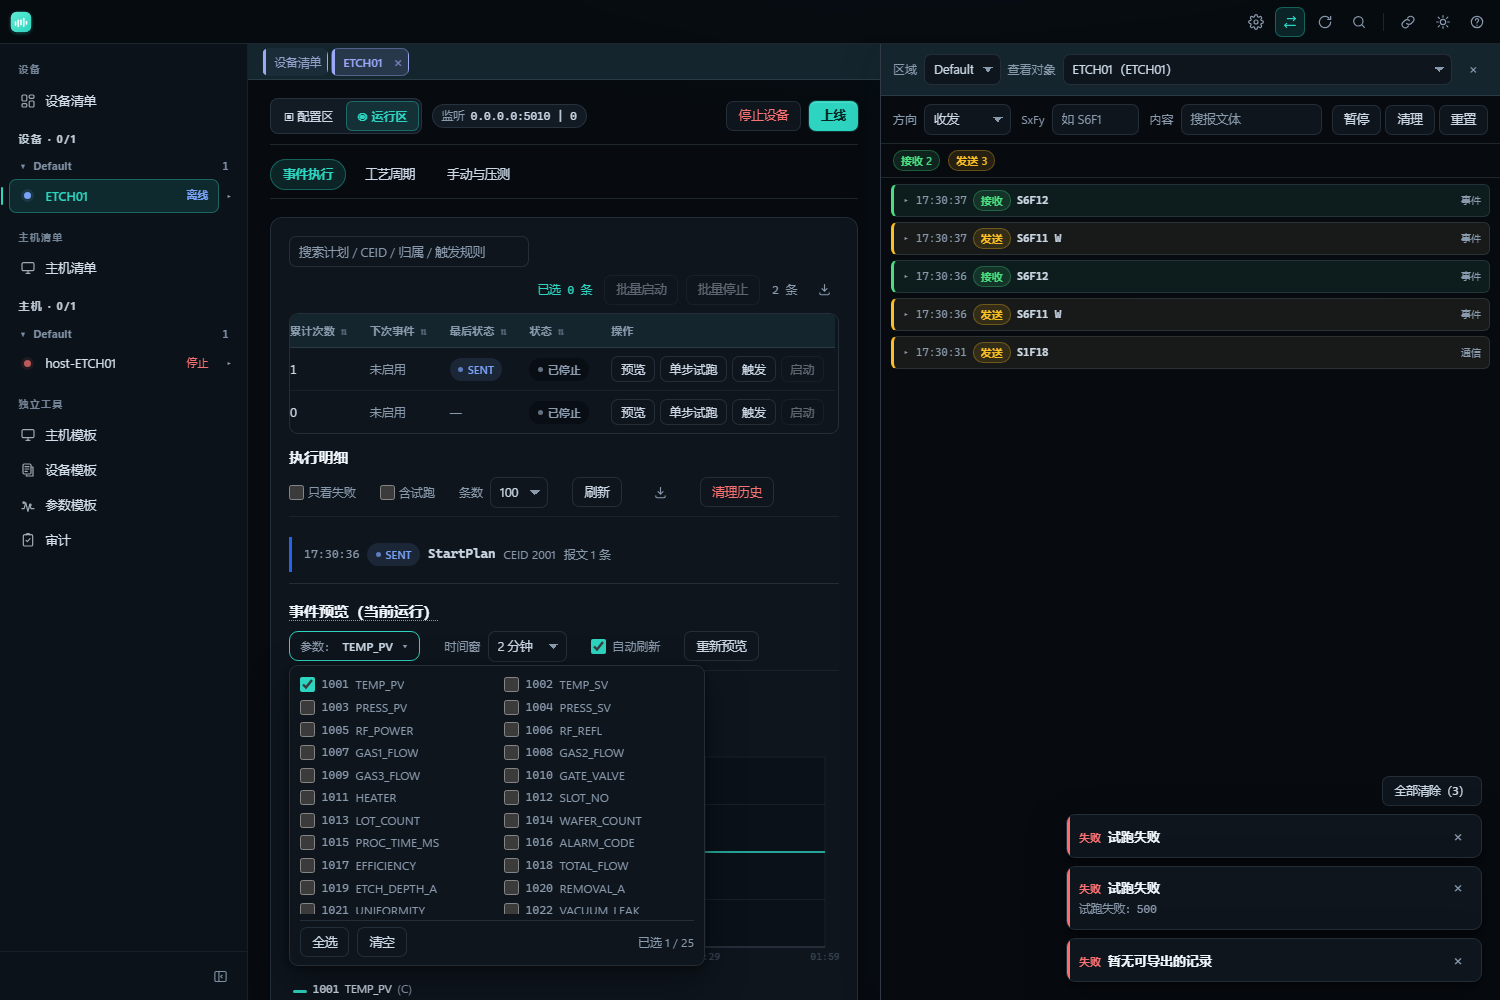 设备
设备清单
设备 · 0/1
Default 1
ETCH01 离线
主机清单
主机清单
主机 · 0/1
Default 1
host-ETCH01 停止
独立工具
主机模板
设备模板
参数模板
审计
设备清单 ETCH01 ×
配置区 运行区 监听 0.0.0.0:5010 | 0 停止设备 上线
事件执行 工艺周期 手动与压测
搜索计划 / CEID / 归属 / 触发规则
已选 0 条 批量启动 批量停止 2 条
累计次数 下次事件 最后状态 状态 操作
1 未启用 SENT 已停止 预览 单步试跑 触发 启动
0 未启用 — 已停止 预览 单步试跑 触发 启动
执行明细
只看失败 含试跑 条数 100 刷新 清理历史
17:30:36 SENT StartPlan CEID 2001 报文 1 条
事件预览（当前运行）
参数： TEMP_PV 时间窗 2 分钟 自动刷新 重新预览
1001 TEMP_PV 1002 TEMP_SV
1003 PRESS_PV 1004 PRESS_SV
1005 RF_POWER 1006 RF_REFL
1007 GAS1_FLOW 1008 GAS2_FLOW
1009 GAS3_FLOW 1010 GATE_VALVE
1011 HEATER 1012 SLOT_NO
1013 LOT_COUNT 1014 WAFER_COUNT
1015 PROC_TIME_MS 1016 ALARM_CODE
1017 EFFICIENCY 1018 TOTAL_FLOW
1019 ETCH_DEPTH_A 1020 REMOVAL_A
1021 UNIFORMITY 1022 VACUUM_LEAK
全选 清空 已选 1 / 25
:29 01:59
1001 TEMP_PV (C)
区域 Default 查看对象 ETCH01 (ETCH01) ×
方向 收发 SxFy 如 S6F1 内容 搜报文体 暂停 清理 重置
接收 2 发送 3
17:30:37 接收 S6F12 事件
17:30:37 发送 S6F11 W 事件
17:30:36 接收 S6F12 事件
17:30:36 发送 S6F11 W 事件
17:30:31 发送 S1F18 通信
全部清除（3）
失败 试跑失败 ×
失败 试跑失败 ×
试跑失败： 500
失败 暂无可导出的记录 ×